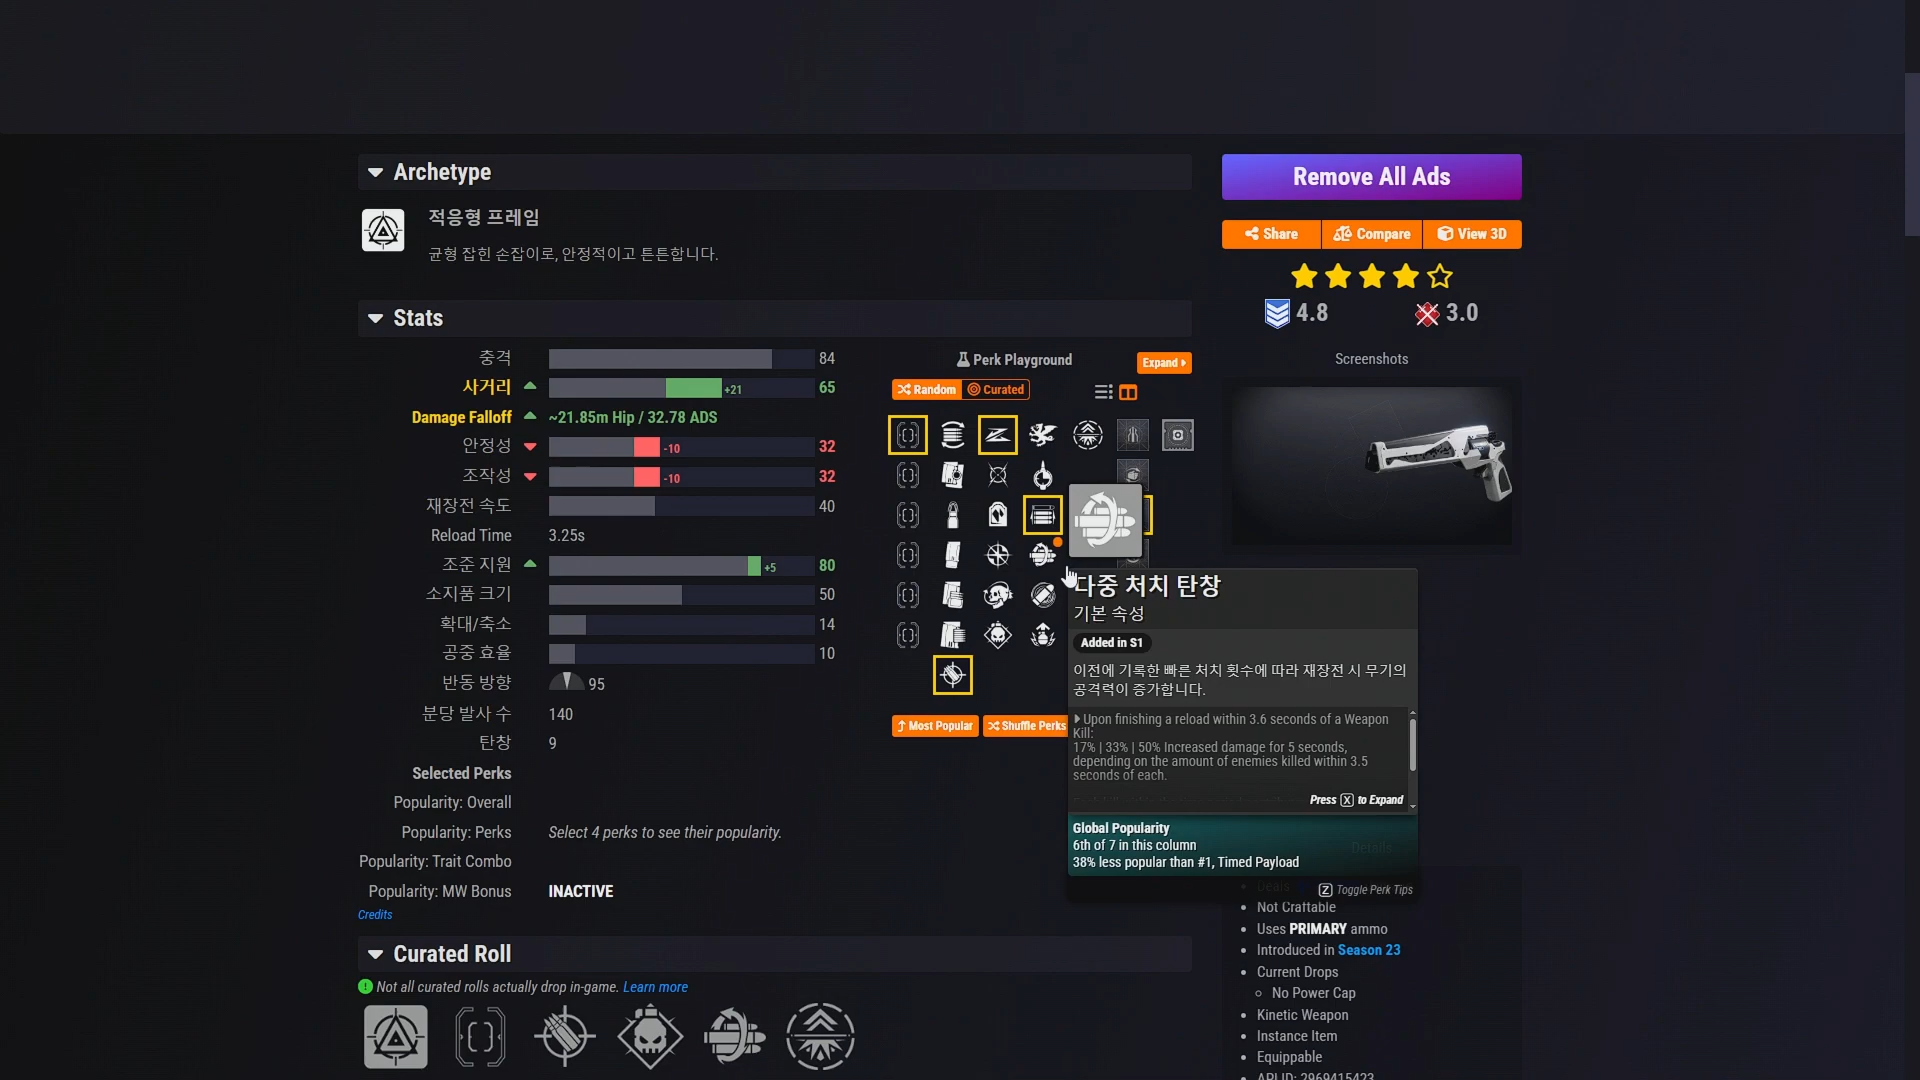 Archetype
적응형 프레임
균형 잡힌 손잡이로, 안정적이고 튼튼합니다.
Stats
충격 84
사거리 +21 65
Damage Falloff ~21.85m Hip / 32.78 ADS
안정성 -10 32
조작성 -10 32
재장전 속도 40
Reload Time 3.25s
조준 지원 +5 80
소지품 크기 50
확대/축소 14
공중 효율 10
반동 방향 95
분당 발사 수 140
탄창 9
Selected Perks
Popularity: Overall
Popularity: Perks Select 4 perks to see their popularity.
Popularity: Trait Combo
Popularity: MW Bonus INACTIVE
Credits
Perk Playground
Expand
Random Curated
Most Popular Shuffle Perks
다중 처치 탄창
기본 속성
Added in S1
이전에 기록한 빠른 처치 횟수에 따라 재장전 시 무기의
공격력이 증가합니다.
Upon finishing a reload within 3.6 seconds of a Weapon
Kill:
17% | 33% | 50% Increased damage for 5 seconds,
depending on the amount of enemies killed within 3.5
seconds of each.
Press X to Expand
Global Popularity
6th of 7 in this column
38% less popular than #1, Timed Payload
Z Toggle Perk Tips
Curated Roll
Not all curated rolls actually drop in-game. Learn more
Remove All Ads
Share Compare View 3D
4.8 3.0
Screenshots
Details
Deals
Not Craftable
Uses PRIMARY ammo
Introduced in Season 23
Current Drops
No Power Cap
Kinetic Weapon
Instance Item
Equippable
API ID: 2969415423